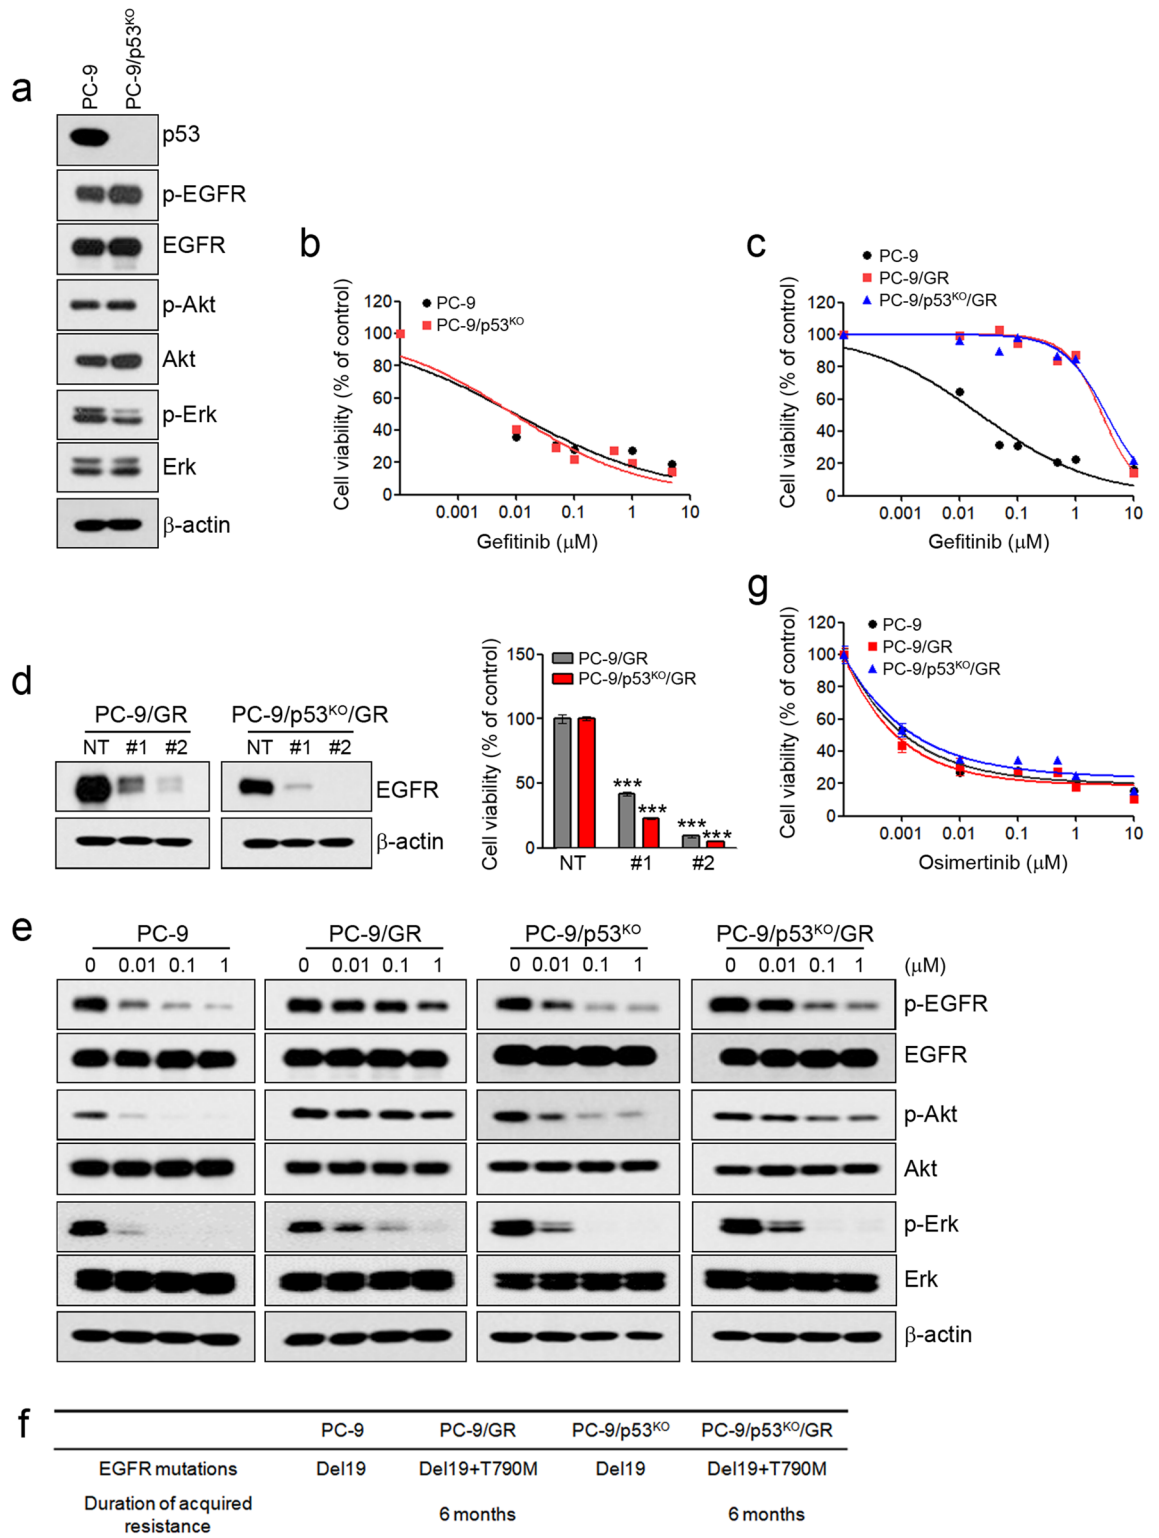 a
PC-9
PC-9/p53KO
p53
p-EGFR
EGFR
p-Akt
Akt
p-Erk
Erk
β-actin
b
PC-9
PC-9/p53KO
Cell viability (% of control)
120
100
80
60
40
20
0
0.001 0.01 0.1 1 10
Gefitinib (μM)
c
PC-9
PC-9/GR
PC-9/p53KO/GR
Cell viability (% of control)
120
100
80
60
40
20
0
0.001 0.01 0.1 1 10
Gefitinib (μM)
d
PC-9/GR PC-9/p53KO/GR
NT #1 #2 NT #1 #2
EGFR
β-actin
PC-9/GR
PC-9/p53KO/GR
Cell viability (% of control)
150
100
50
0
***
***
***
***
NT #1 #2
g
PC-9
PC-9/GR
PC-9/p53KO/GR
Cell viability (% of control)
120
100
80
60
40
20
0
0.001 0.01 0.1 1 10
Osimertinib (μM)
e
PC-9 PC-9/GR PC-9/p53KO PC-9/p53KO/GR
0 0.01 0.1 1 0 0.01 0.1 1 0 0.01 0.1 1 0 0.01 0.1 1 (μM)
p-EGFR
EGFR
p-Akt
Akt
p-Erk
Erk
β-actin
f
PC-9 PC-9/GR PC-9/p53KO PC-9/p53KO/GR
EGFR mutations Del19 Del19+T790M Del19 Del19+T790M
Duration of acquired
resistance 6 months 6 months